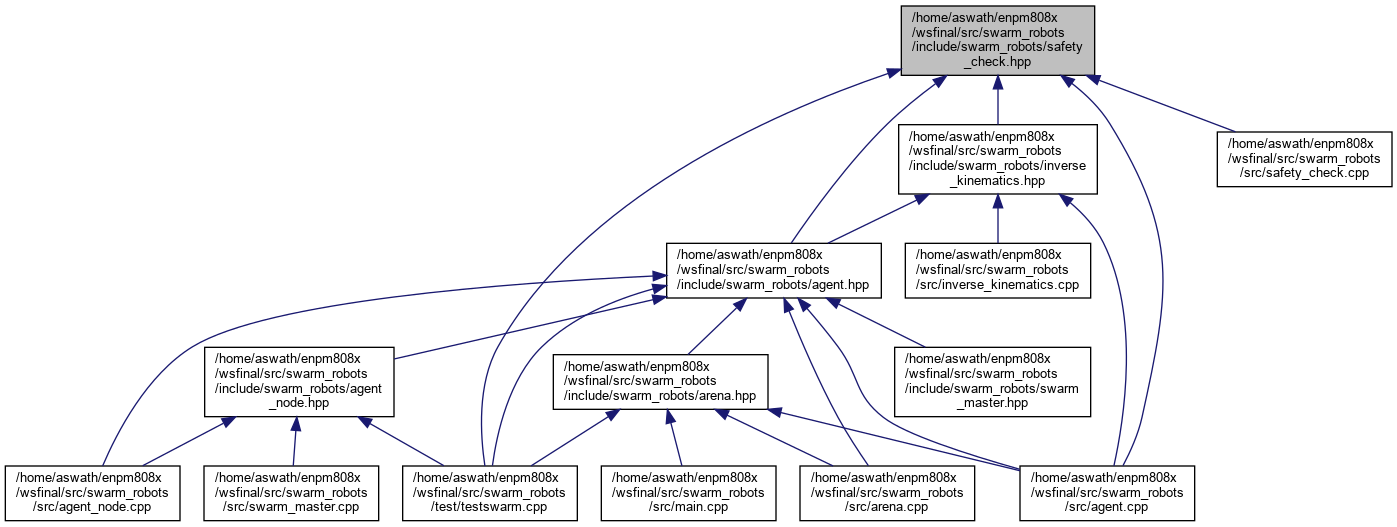 /home/aswath/enpm808x
/wsfinal/src/swarm_robots
/include/swarm_robots/safety
_check.hpp
/home/aswath/enpm808x
/wsfinal/src/swarm_robots
/include/swarm_robots/inverse
_kinematics.hpp
/home/aswath/enpm808x
/wsfinal/src/swarm_robots
/src/safety_check.cpp
/home/aswath/enpm808x
/wsfinal/src/swarm_robots
/include/swarm_robots/agent.hpp
/home/aswath/enpm808x
/wsfinal/src/swarm_robots
/src/inverse_kinematics.cpp
/home/aswath/enpm808x
/wsfinal/src/swarm_robots
/include/swarm_robots/agent
_node.hpp
/home/aswath/enpm808x
/wsfinal/src/swarm_robots
/include/swarm_robots/arena.hpp
/home/aswath/enpm808x
/wsfinal/src/swarm_robots
/include/swarm_robots/swarm
_master.hpp
/home/aswath/enpm808x
/wsfinal/src/swarm_robots
/src/agent_node.cpp
/home/aswath/enpm808x
/wsfinal/src/swarm_robots
/src/swarm_master.cpp
/home/aswath/enpm808x
/wsfinal/src/swarm_robots
/test/testswarm.cpp
/home/aswath/enpm808x
/wsfinal/src/swarm_robots
/src/main.cpp
/home/aswath/enpm808x
/wsfinal/src/swarm_robots
/src/arena.cpp
/home/aswath/enpm808x
/wsfinal/src/swarm_robots
/src/agent.cpp